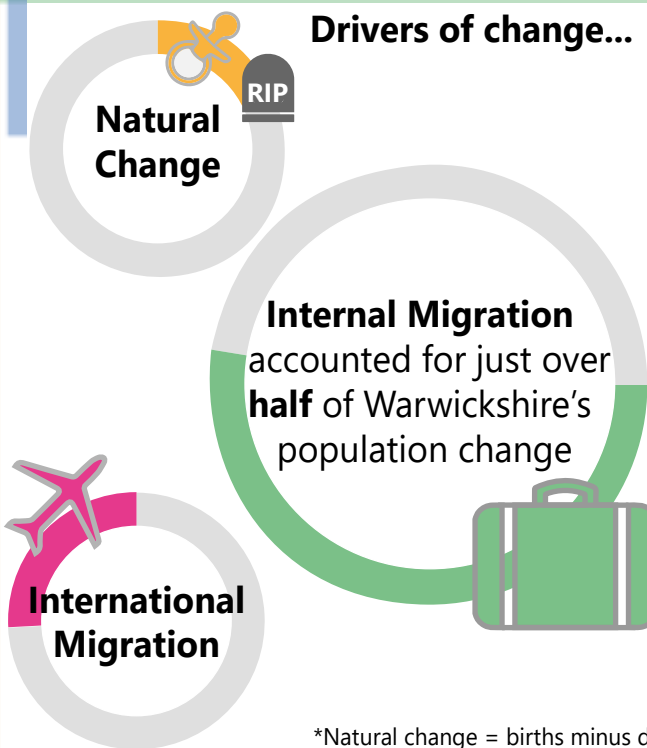 Drivers of change...
RIP
Natural
Change
Internal Migration
accounted for just over
half of Warwickshire’s
population change
International
Migration
*Natural change = births minus